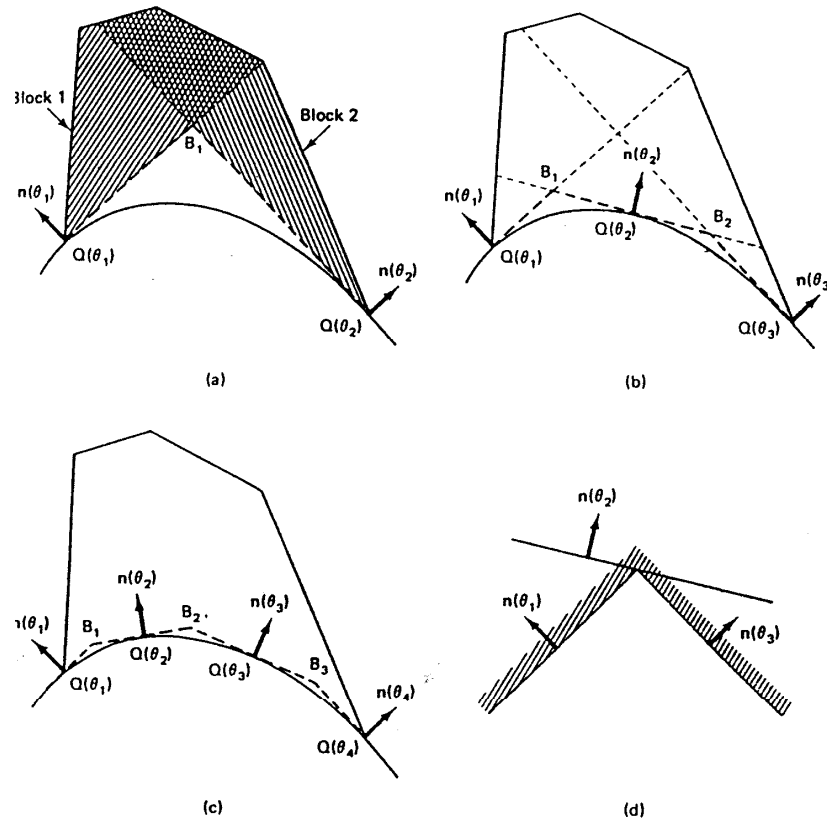 Block 1
Block 2
B₁
n(θ₁)
Q(θ₁)
n(θ₂)
Q(θ₂)
(a)
n(θ₂)
n(θ₁)
B₁
B₂
Q(θ₂)
Q(θ₁)
n(θ₃
Q(θ₃)
(b)
n(θ₂)
n(θ₁)
B₁
B₂
n(θ₃)
Q(θ₂)
Q(θ₃)
B₃
Q(θ₁)
n(θ₄)
Q(θ₄)
(c)
n(θ₂)
n(θ₁)
n(θ₃)
(d)